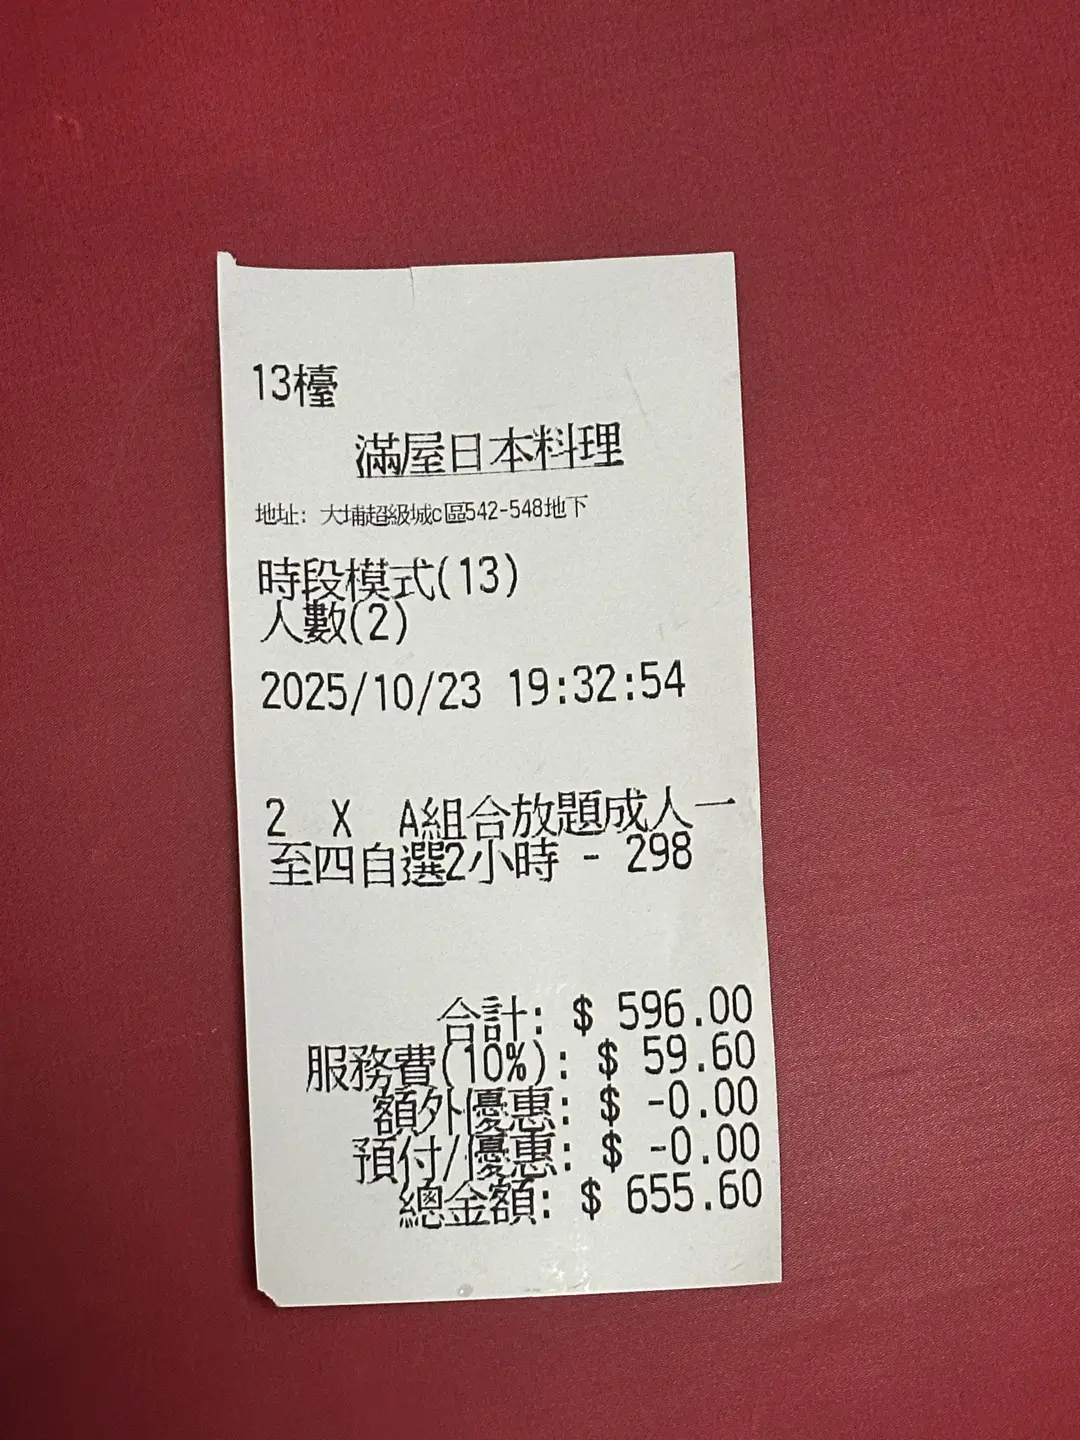 13檯
滿屋日本料理
地址: 大埔超級城c區542-548地下
時段模式(13)
人數(2)
2025/10/23 19:32:54
2 X A組合放題成人一
至四自選2小時 - 298
合計: $ 596.00
服務費(10%): $ 59.60
額外優惠: $ -0.00
預付/優惠: $ -0.00
總金額: $ 655.60